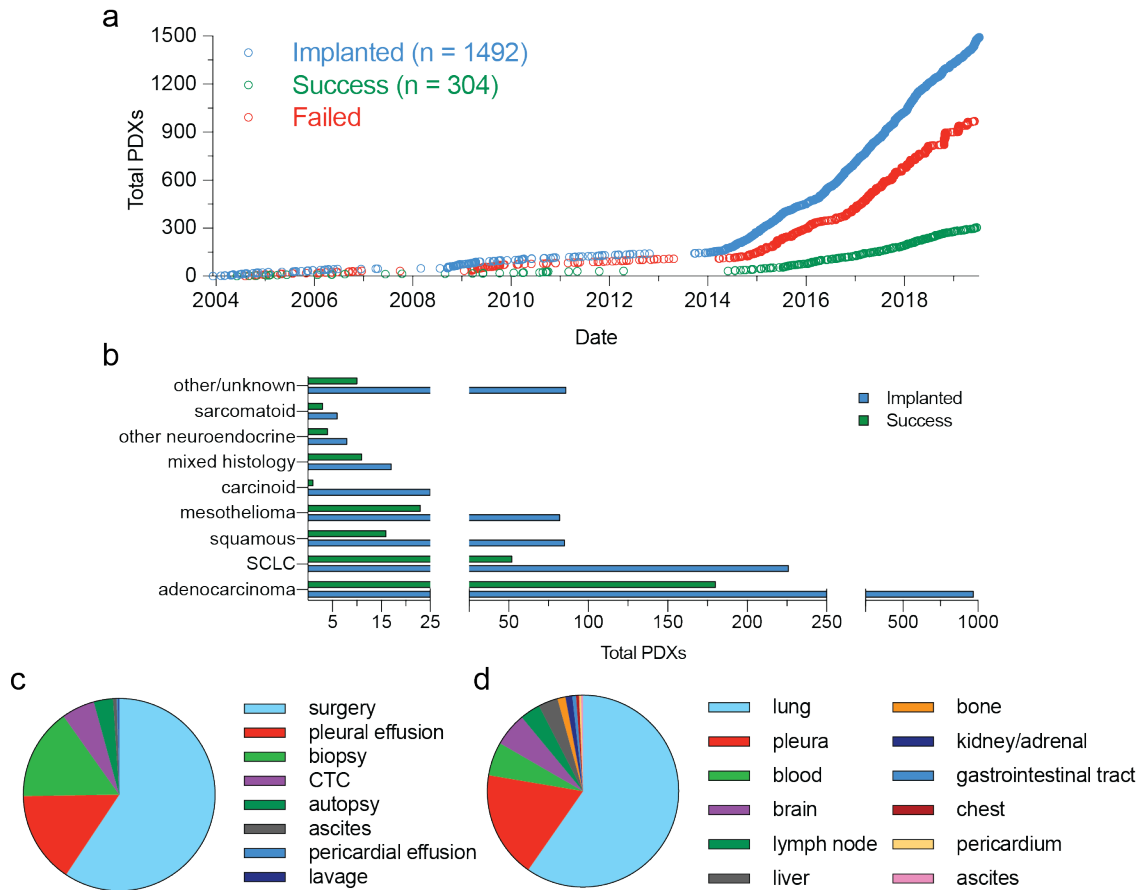 a
1500
1200
900
600
300
0
Total PDXs
Implanted (n = 1492)
Success (n = 304)
Failed
2004 2006 2008 2010 2012 2014 2016 2018
Date
b
other/unknown
sarcomatoid
other neuroendocrine
mixed histology
carcinoid
mesothelioma
squamous
SCLC
adenocarcinoma
Implanted
Success
5 15 25 50 100 150 200 250 500 1000
Total PDXs
c
surgery
pleural effusion
biopsy
CTC
autopsy
ascites
pericardial effusion
lavage
d
lung
pleura
blood
brain
lymph node
liver
bone
kidney/adrenal
gastrointestinal tract
chest
pericardium
ascites